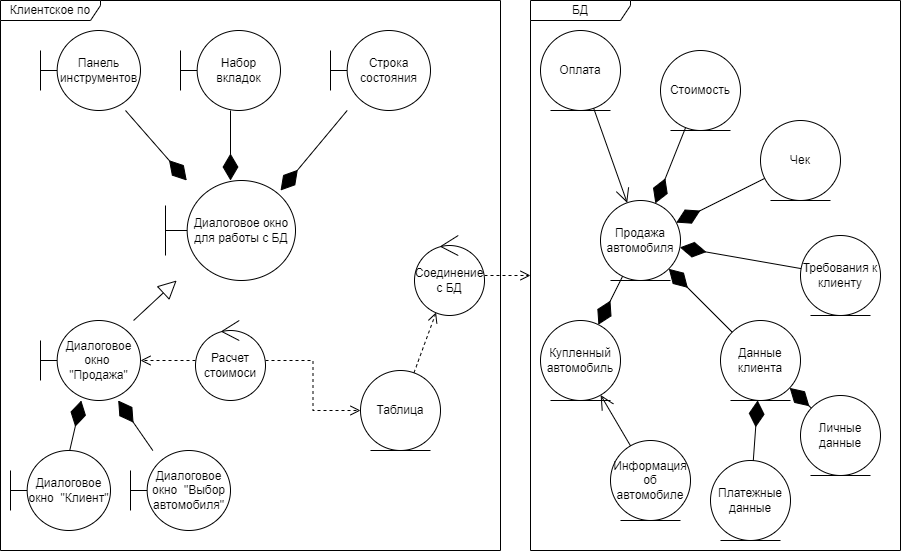 Клиентское по
Панель
инструментов
Набор
вкладок
Строка
состояния
Диалоговое окно
для работы с БД
Соединение
с БД
Диалоговое
окно
"Продажа"
Расчет
стоимоси
Таблица
Диалоговое
окно "Клиент"
Диалоговое
окно "Выбор
автомобиля"
БД
Оплата
Стоимость
Чек
Продажа
автомобиля
Требования к
клиенту
Купленный
автомобиль
Данные
клиента
Личные
данные
Информация
об
автомобиле
Платежные
данные